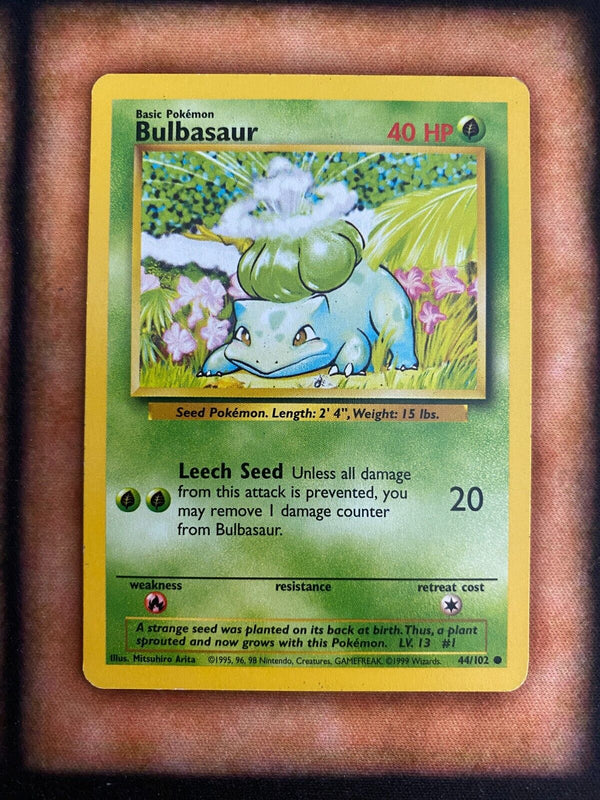 Basic Pokémon
Bulbasaur 40 HP
Seed Pokémon. Length: 2' 4", Weight: 15 lbs.
Leech Seed Unless all damage
from this attack is prevented, you
may remove 1 damage counter
from Bulbasaur.
20
weakness resistance retreat cost
A strange seed was planted on its back at birth. Thus, a plant
sprouted and now grows with this Pokémon. LV. 13 #1
Illus. Mitsuhiro Arita ©1995, 96, 98 Nintendo, Creatures, GAMEFREAK. ©1999 Wizards. 44/102